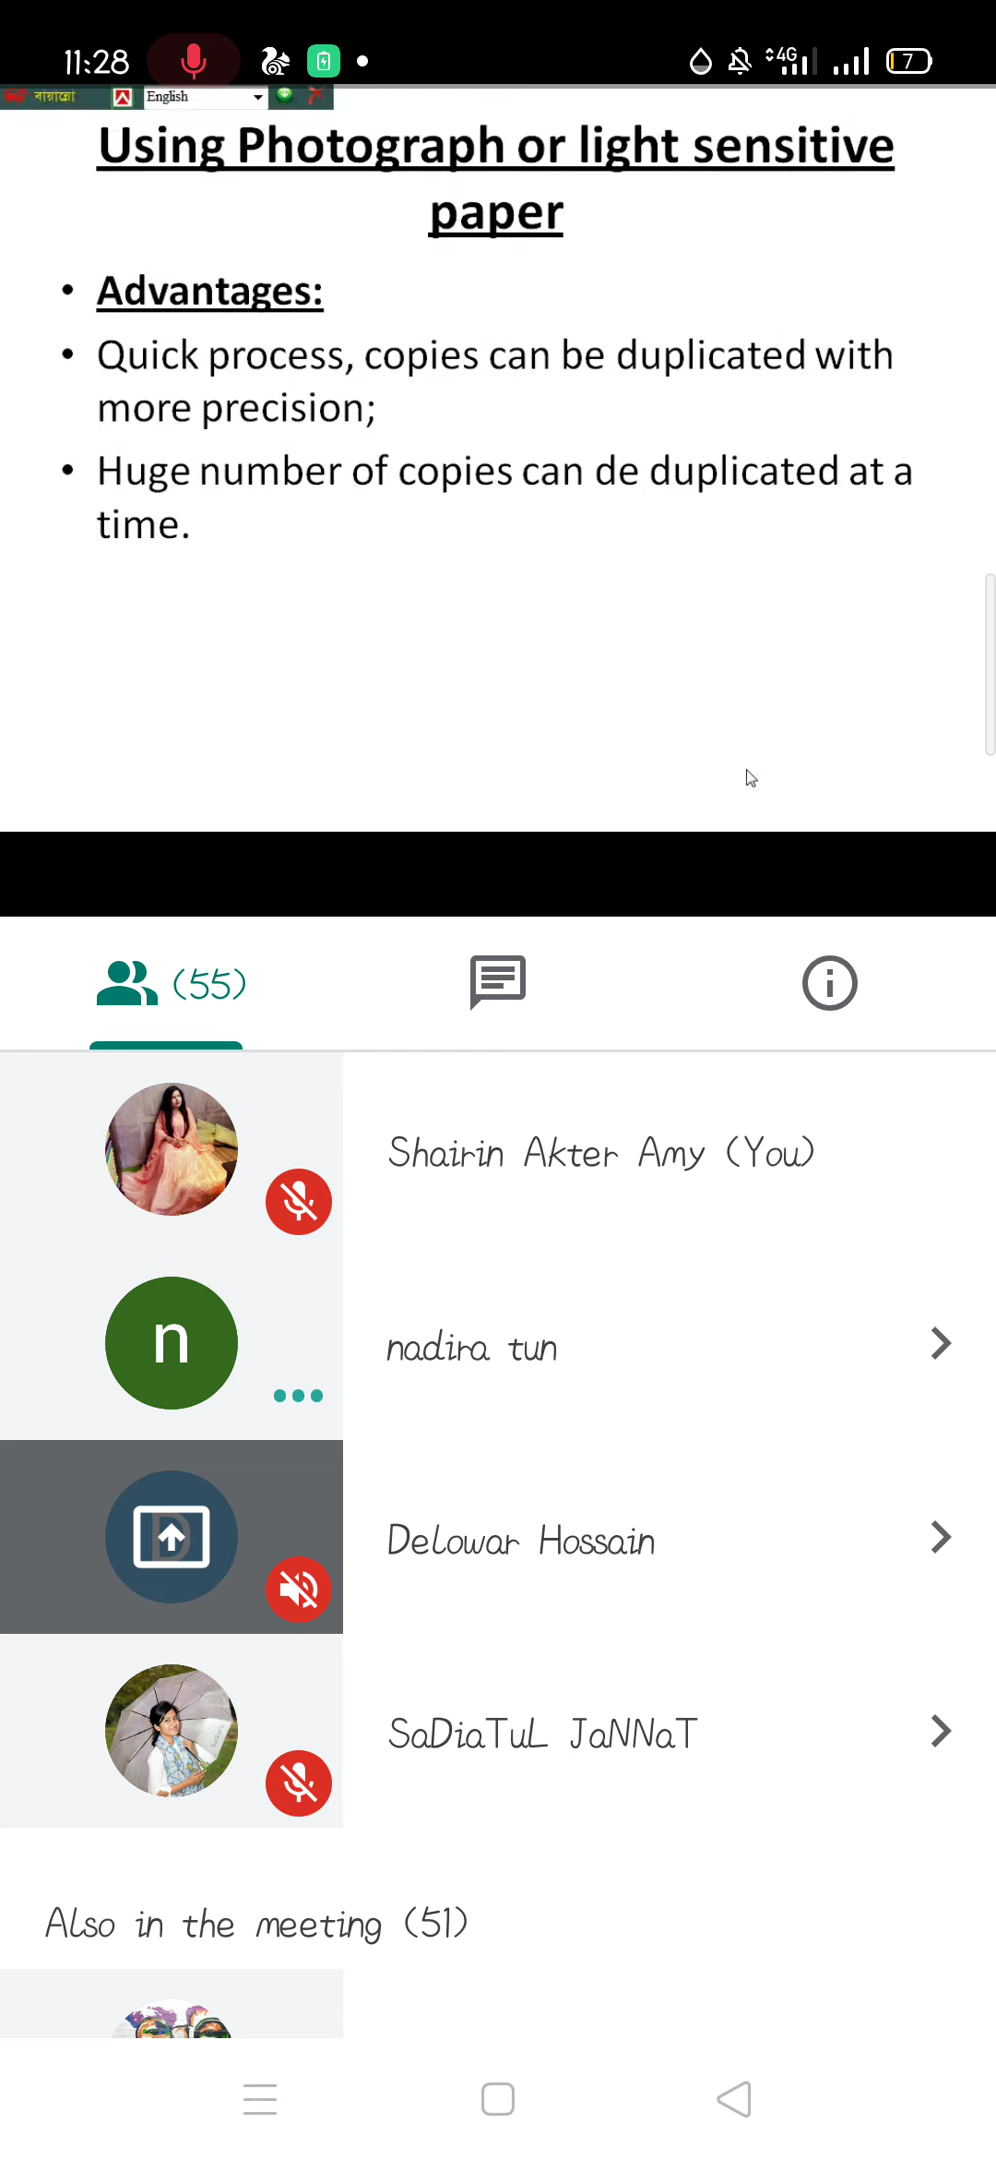 11:28 4G 7
বায়ান্নো English
Using Photograph or light sensitive
paper
• Advantages:
• Quick process, copies can be duplicated with
more precision;
• Huge number of copies can de duplicated at a
time.
(55)
Shairin Akter Amy (You)
n
nadira tun
D
Delowar Hossain
SaDiaTuL JaNNaT
Also in the meeting (51)